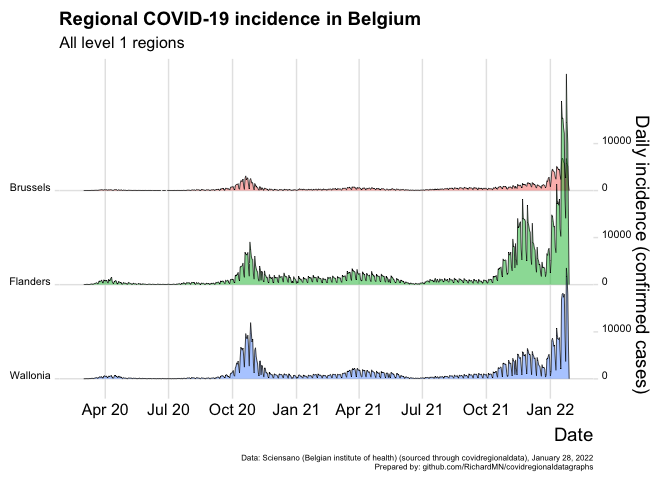 Regional COVID-19 incidence in Belgium
All level 1 regions
10000
Brussels
0
10000
Flanders
0
10000
Wallonia
0
Daily incidence (confirmed cases)
Apr 20 Jul 20 Oct 20 Jan 21 Apr 21 Jul 21 Oct 21 Jan 22
Date
Data: Sciensano (Belgian institute of health) (sourced through covidregionaldata), January 28, 2022
Prepared by: github.com/RichardMN/covidregionaldatagraphs